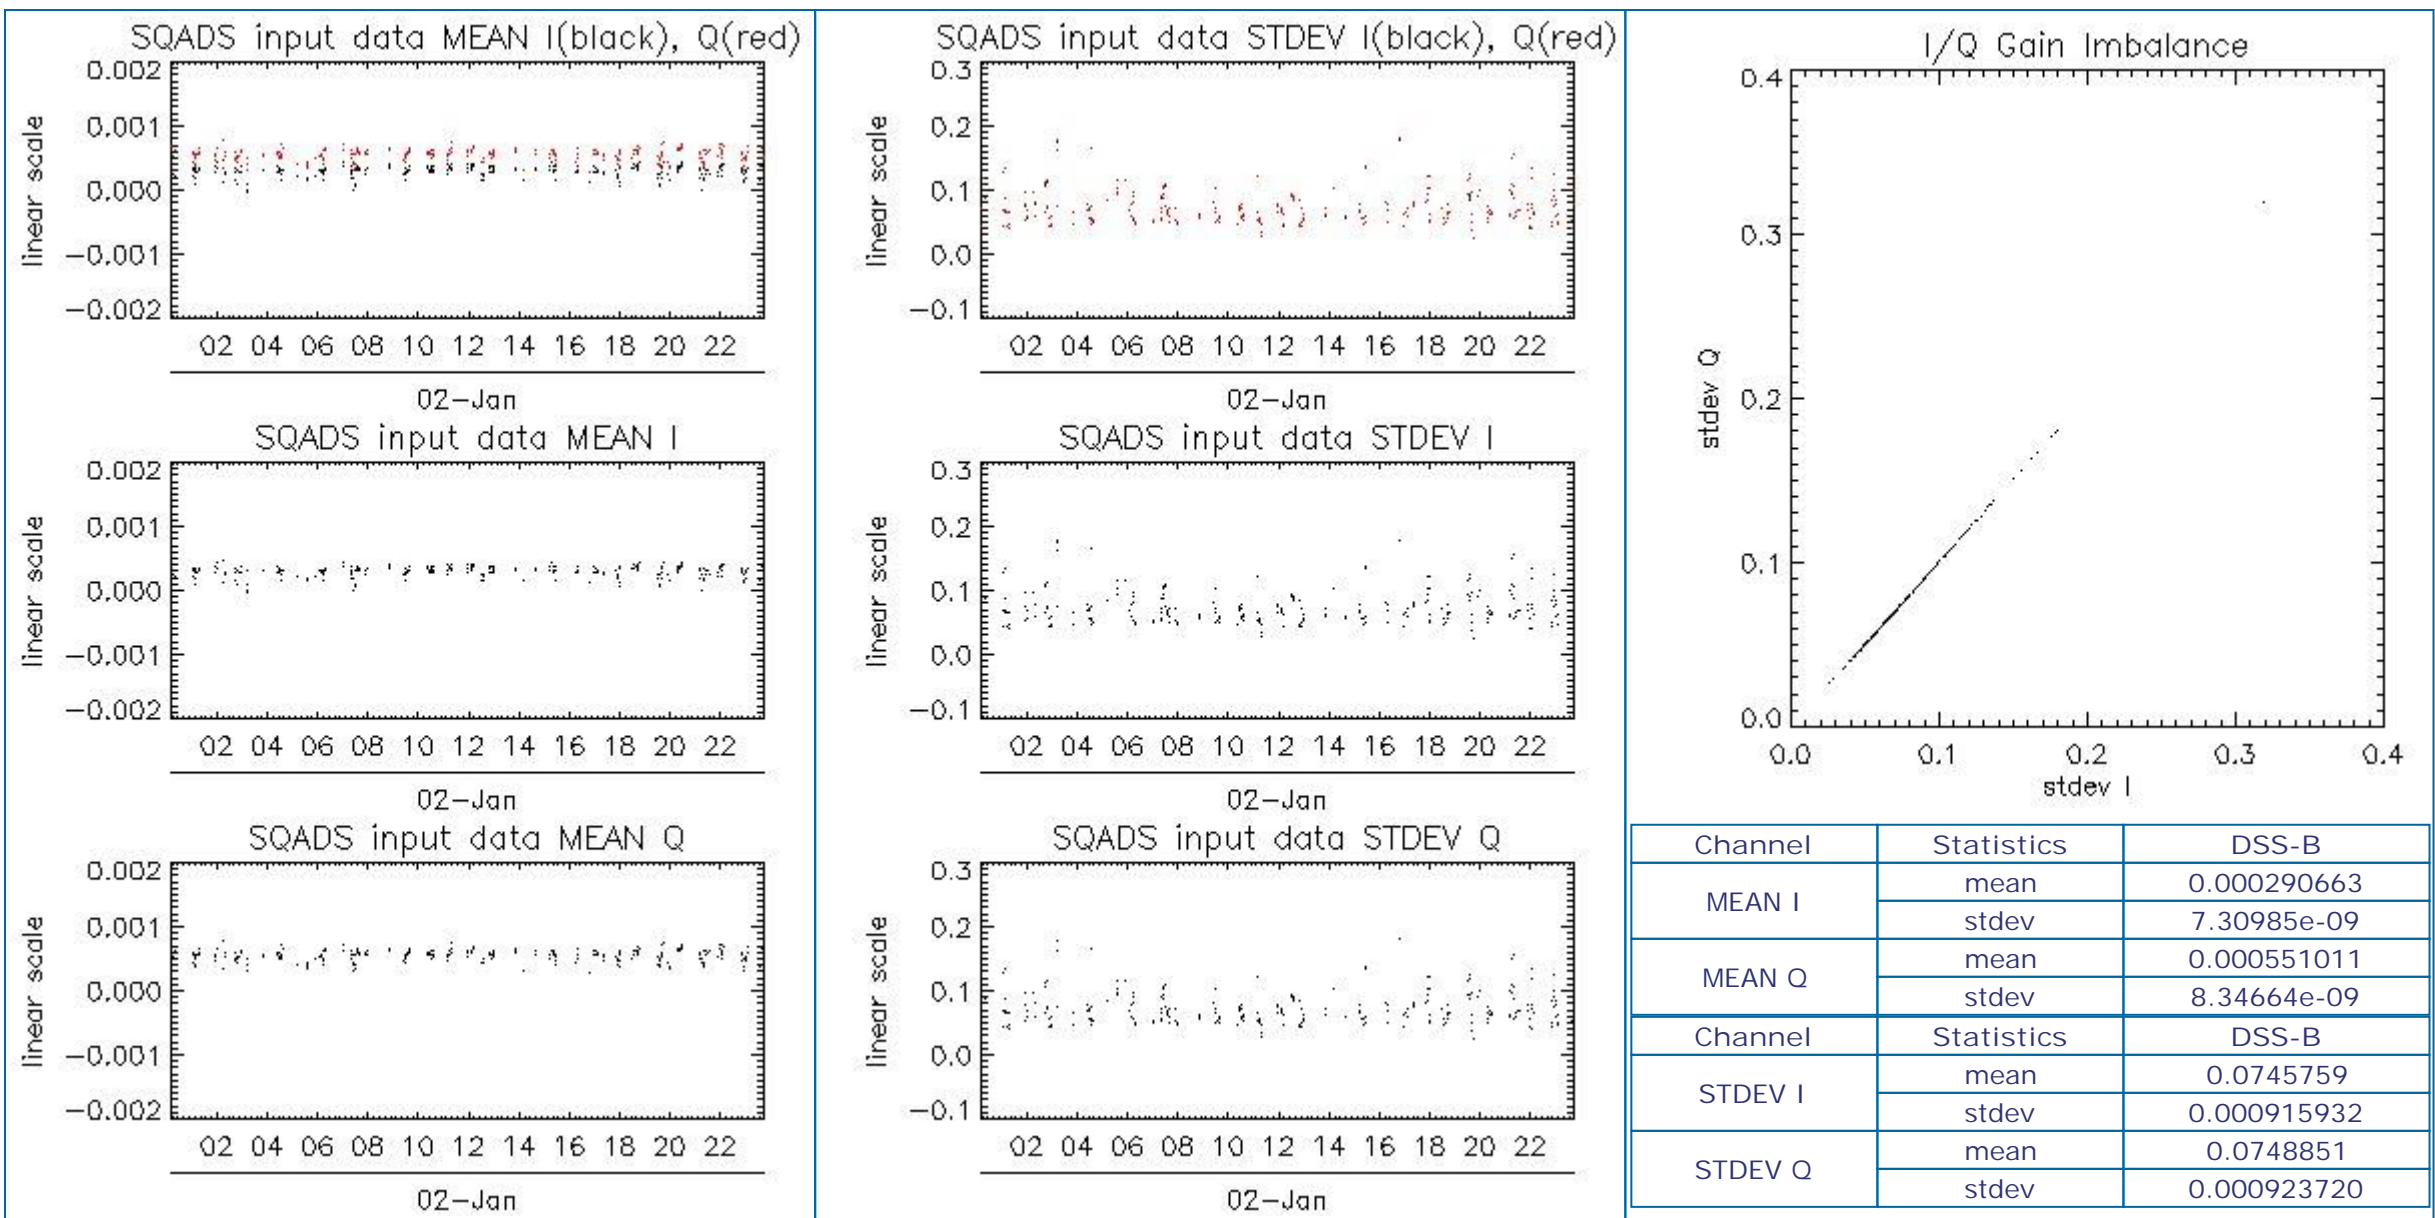 SQADS input data MEAN I(black), Q(red)
linear scale
0.002
0.001
0.000
−0.001
−0.002
02 04 06 08 10 12 14 16 18 20 22
02−Jan
SQADS input data MEAN I
linear scale
0.002
0.001
0.000
−0.001
−0.002
02 04 06 08 10 12 14 16 18 20 22
02−Jan
SQADS input data MEAN Q
linear scale
0.002
0.001
0.000
−0.001
−0.002
02 04 06 08 10 12 14 16 18 20 22
02−Jan
SQADS input data STDEV I(black), Q(red)
linear scale
0.3
0.2
0.1
0.0
−0.1
02 04 06 08 10 12 14 16 18 20 22
02−Jan
SQADS input data STDEV I
linear scale
0.3
0.2
0.1
0.0
−0.1
02 04 06 08 10 12 14 16 18 20 22
02−Jan
SQADS input data STDEV Q
linear scale
0.3
0.2
0.1
0.0
−0.1
02 04 06 08 10 12 14 16 18 20 22
02−Jan
I/Q Gain Imbalance
stdev Q
0.4
0.3
0.2
0.1
0.0
0.0 0.1 0.2 0.3 0.4
stdev I
Channel Statistics DSS-B
MEAN I mean 0.000290663
stdev 7.30985e-09
MEAN Q mean 0.000551011
stdev 8.34664e-09
Channel Statistics DSS-B
STDEV I mean 0.0745759
stdev 0.000915932
STDEV Q mean 0.0748851
stdev 0.000923720